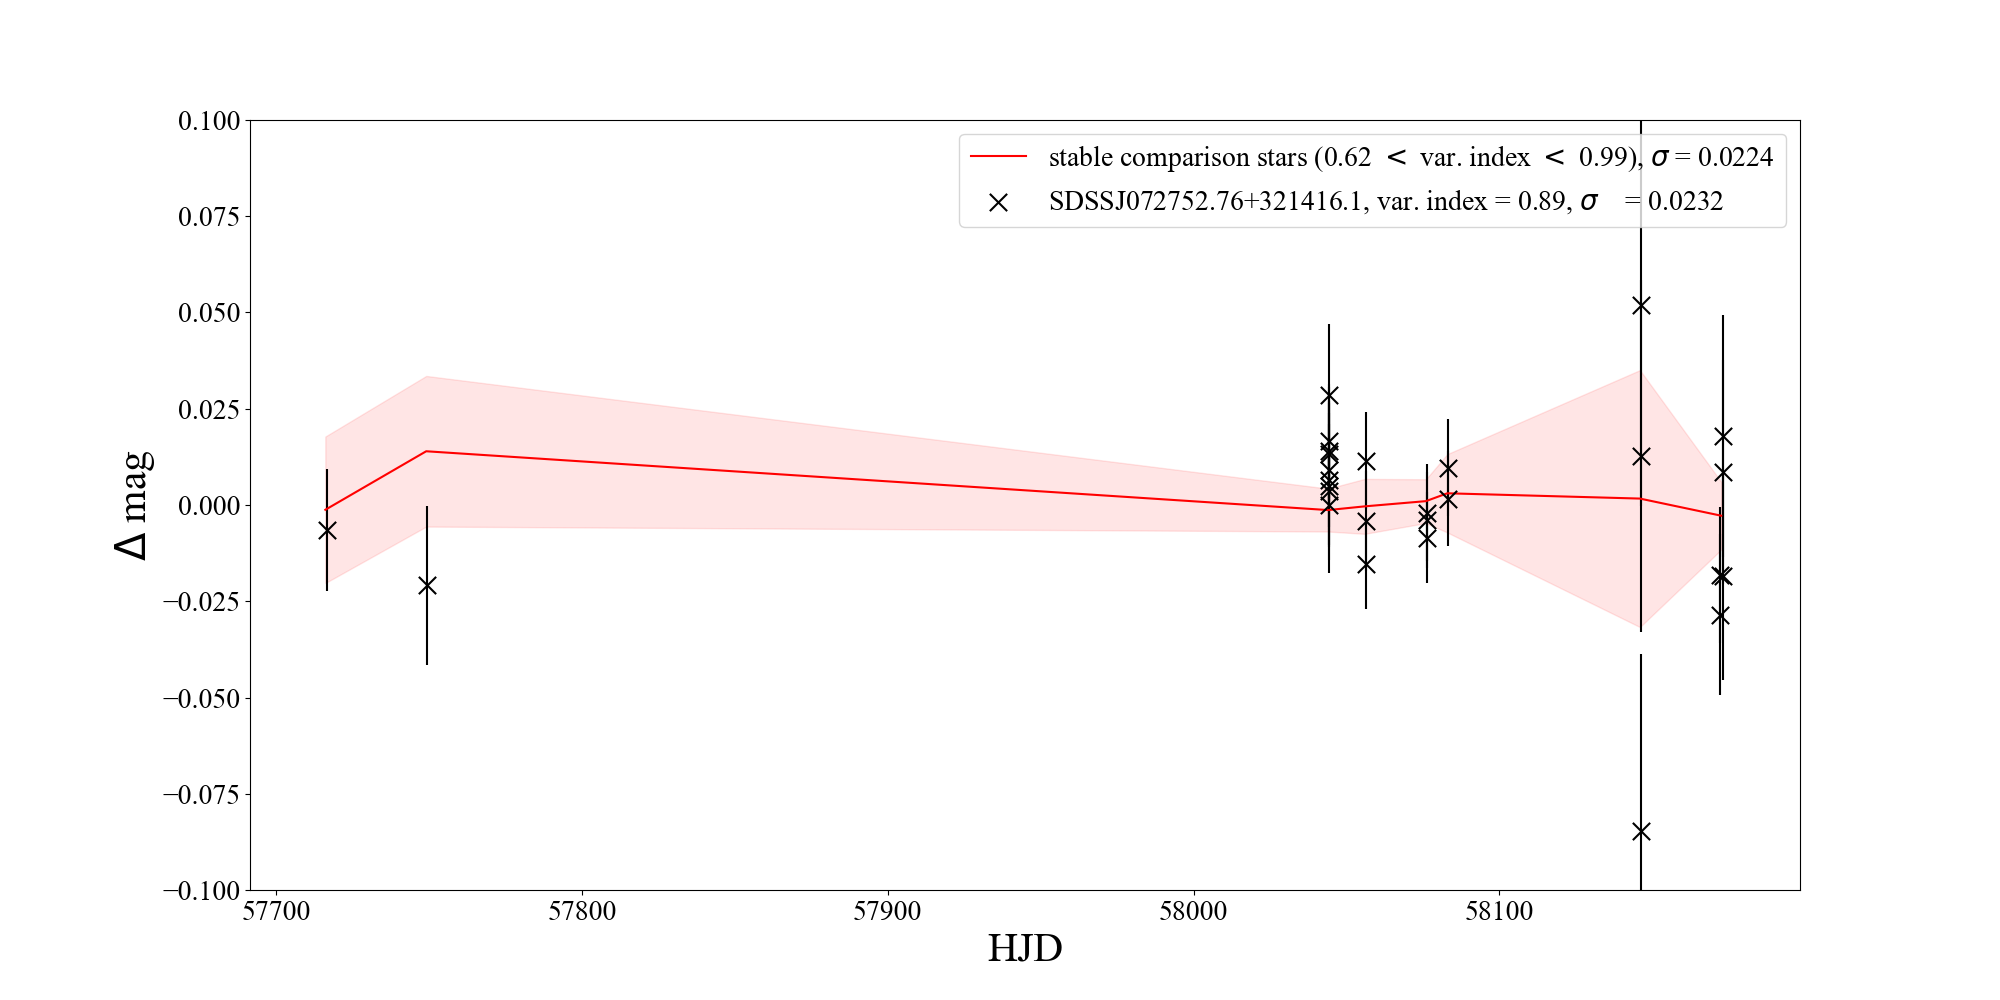 0.100
0.075
0.050
0.025
0.000
−0.025
−0.050
−0.075
−0.100
Δ mag
stable comparison stars (0.62 < var. index < 0.99), σ = 0.0224
SDSSJ072752.76+321416.1, var. index = 0.89, σ = 0.0232
57700 57800 57900 58000 58100
HJD